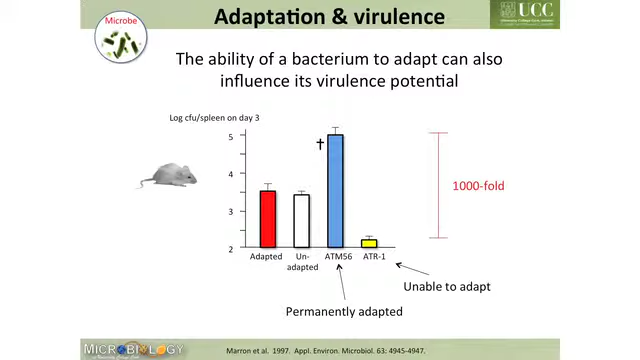 Microbe
Adaptation & virulence
UCC
The ability of a bacterium to adapt can also
influence its virulence potential
Log cfu/spleen on day 3
5
†
4
1000-fold
3
2
Adapted
Un-
adapted
ATM56
ATR-1
Unable to adapt
Permanently adapted
MICROBIOLOGY
Marron et al. 1997. Appl. Environ. Microbiol. 63: 4945-4947.